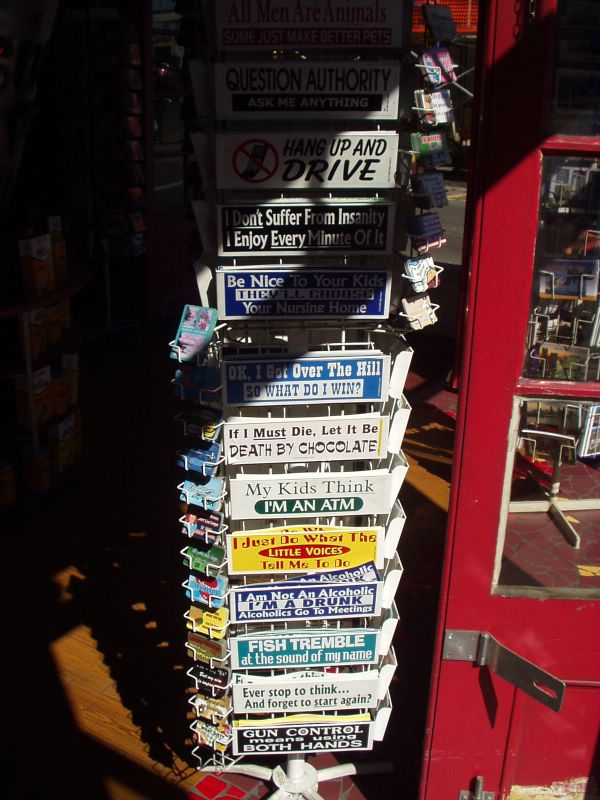 All Men Are Animals
SOME JUST MAKE BETTER PETS
QUESTION AUTHORITY
ASK ME ANYTHING
HANG UP AND
DRIVE
I Don't Suffer From Insanity
I Enjoy Every Minute Of It
Be Nice To Your Kids
THEY'LL CHOOSE
Your Nursing Home
OK, I Got Over The Hill
SO WHAT DO I WIN?
If I Must Die, Let It Be
DEATH BY CHOCOLATE
My Kids Think
I'M AN ATM
I Just Do What The
LITTLE VOICES
Tell Me To Do
I Am Not An Alcoholic
I'M A DRUNK
Alcoholics Go To Meetings
FISH TREMBLE
at the sound of my name
Ever stop to think...
And forget to start again?
GUN CONTROL
means using
BOTH HANDS